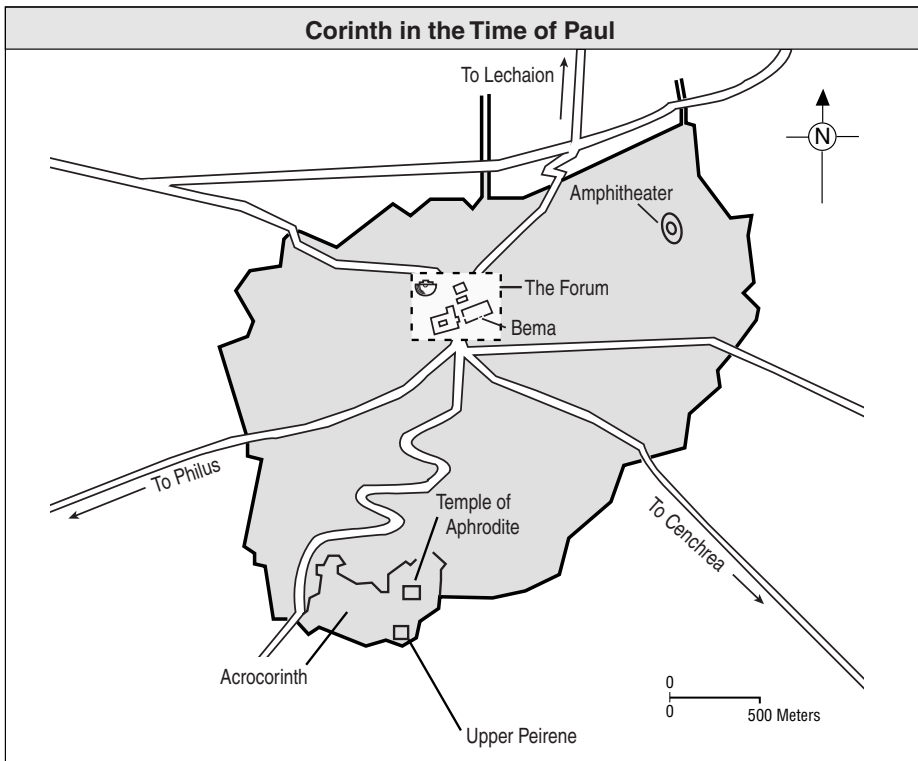 Corinth in the Time of Paul
To Lechaion
N
Amphitheater
The Forum
Bema
To Philus
Temple of
Aphrodite
To Cenchrea
Acrocorinth
Upper Peirene
0
0
500 Meters